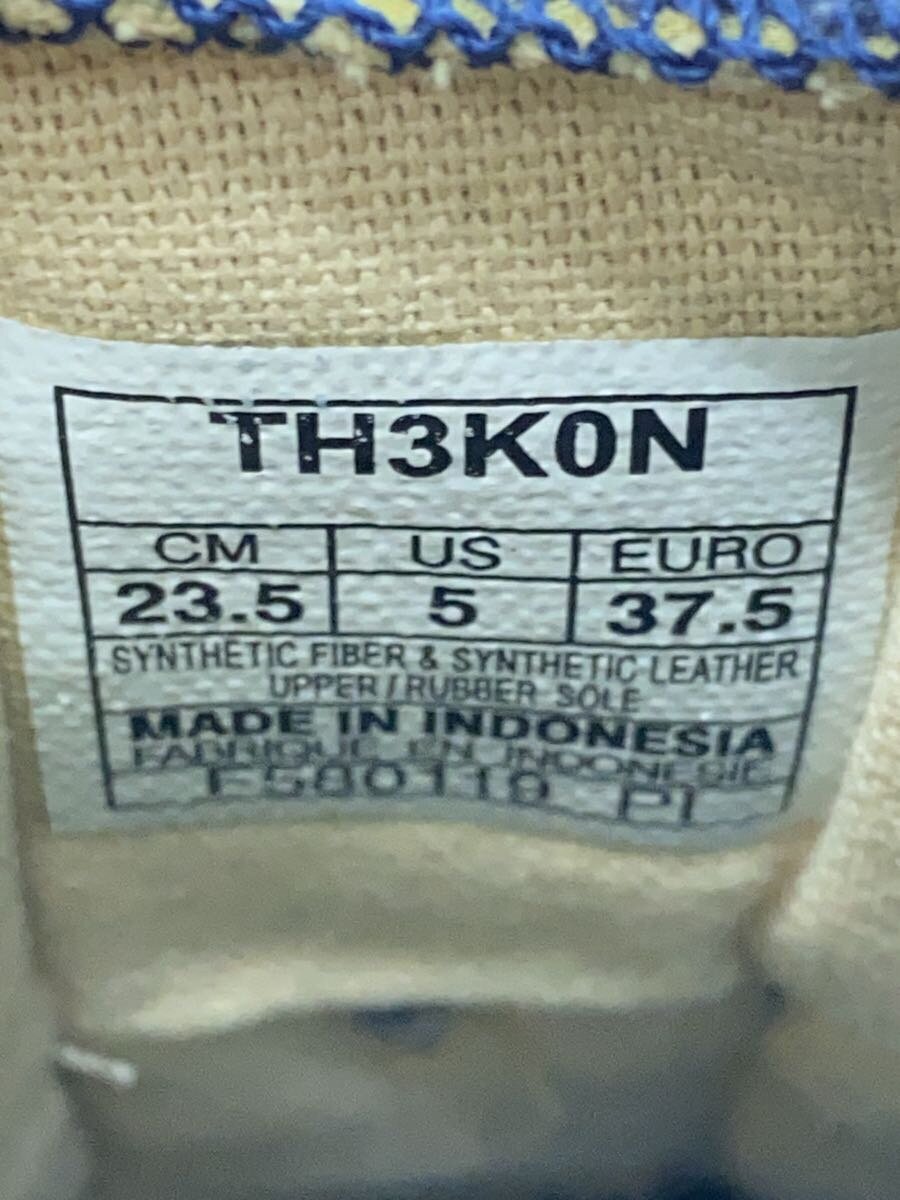 TH3K0N
CM US EURO
23.5 5 37.5
SYNTHETIC FIBER & SYNTHETIC LEATHER
UPPER / RUBBER SOLE
MADE IN INDONESIA
FABRIQUE EN INDONESIE
F580119 PI